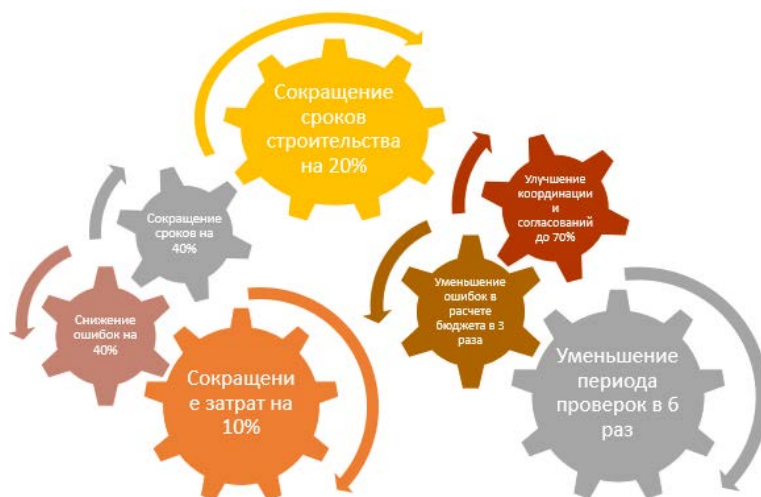 Сокращение
сроков
строительства
на 20%
Улучшение
координации
и
согласований
до 70%
Сокращение
сроков на
40%
Уменьшение
ошибок в
расчете
бюджета в 3
раза
Снижение
ошибок на
40%
Сокращени
е затрат на
10%
Уменьшение
периода
проверок в 6
раз